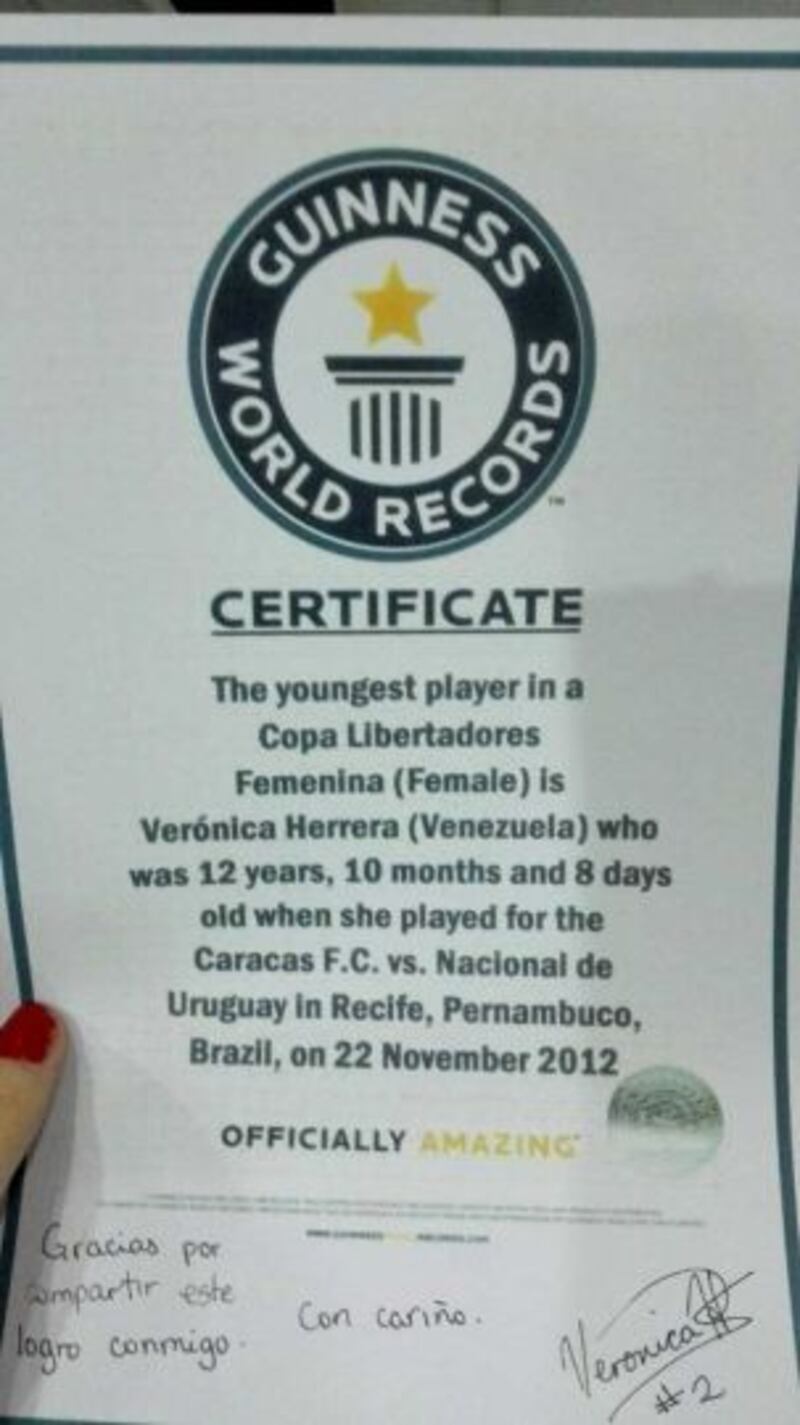 GUINNESS
WORLD RECORDS
™
CERTIFICATE
The youngest player in a
Copa Libertadores
Femenina (Female) is
Verónica Herrera (Venezuela) who
was 12 years, 10 months and 8 days
old when she played for the
Caracas F.C. vs. Nacional de
Uruguay in Recife, Pernambuco,
Brazil, on 22 November 2012
OFFICIALLY AMAZING
Gracias por
compartir este
logro conmigo.
Con cariño.
Veronica H
#2